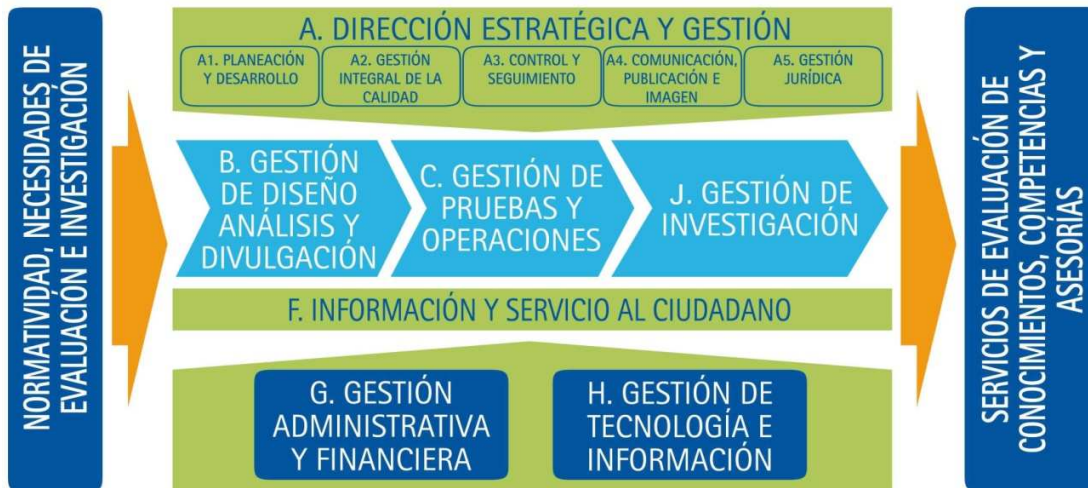 NORMATIVIDAD, NECESIDADES DE
EVALUACIÓN E INVESTIGACIÓN
A. DIRECCIÓN ESTRATÉGICA Y GESTIÓN
A1. PLANEACIÓN
Y DESARROLLO
A2. GESTIÓN
INTEGRAL DE LA
CALIDAD
A3. CONTROL Y
SEGUIMIENTO
A4. COMUNICACIÓN,
PUBLICACIÓN E
IMAGEN
A5. GESTIÓN
JURÍDICA
B. GESTIÓN
DE DISEÑO
ANÁLISIS Y
DIVULGACIÓN
C. GESTIÓN DE
PRUEBAS Y
OPERACIONES
J. GESTIÓN DE
INVESTIGACIÓN
F. INFORMACIÓN Y SERVICIO AL CIUDADANO
G. GESTIÓN
ADMINISTRATIVA
Y FINANCIERA
H. GESTIÓN DE
TECNOLOGÍA E
INFORMACIÓN
SERVICIOS DE EVALUACIÓN DE
CONOCIMIENTOS, COMPETENCIAS Y
ASESORÍAS